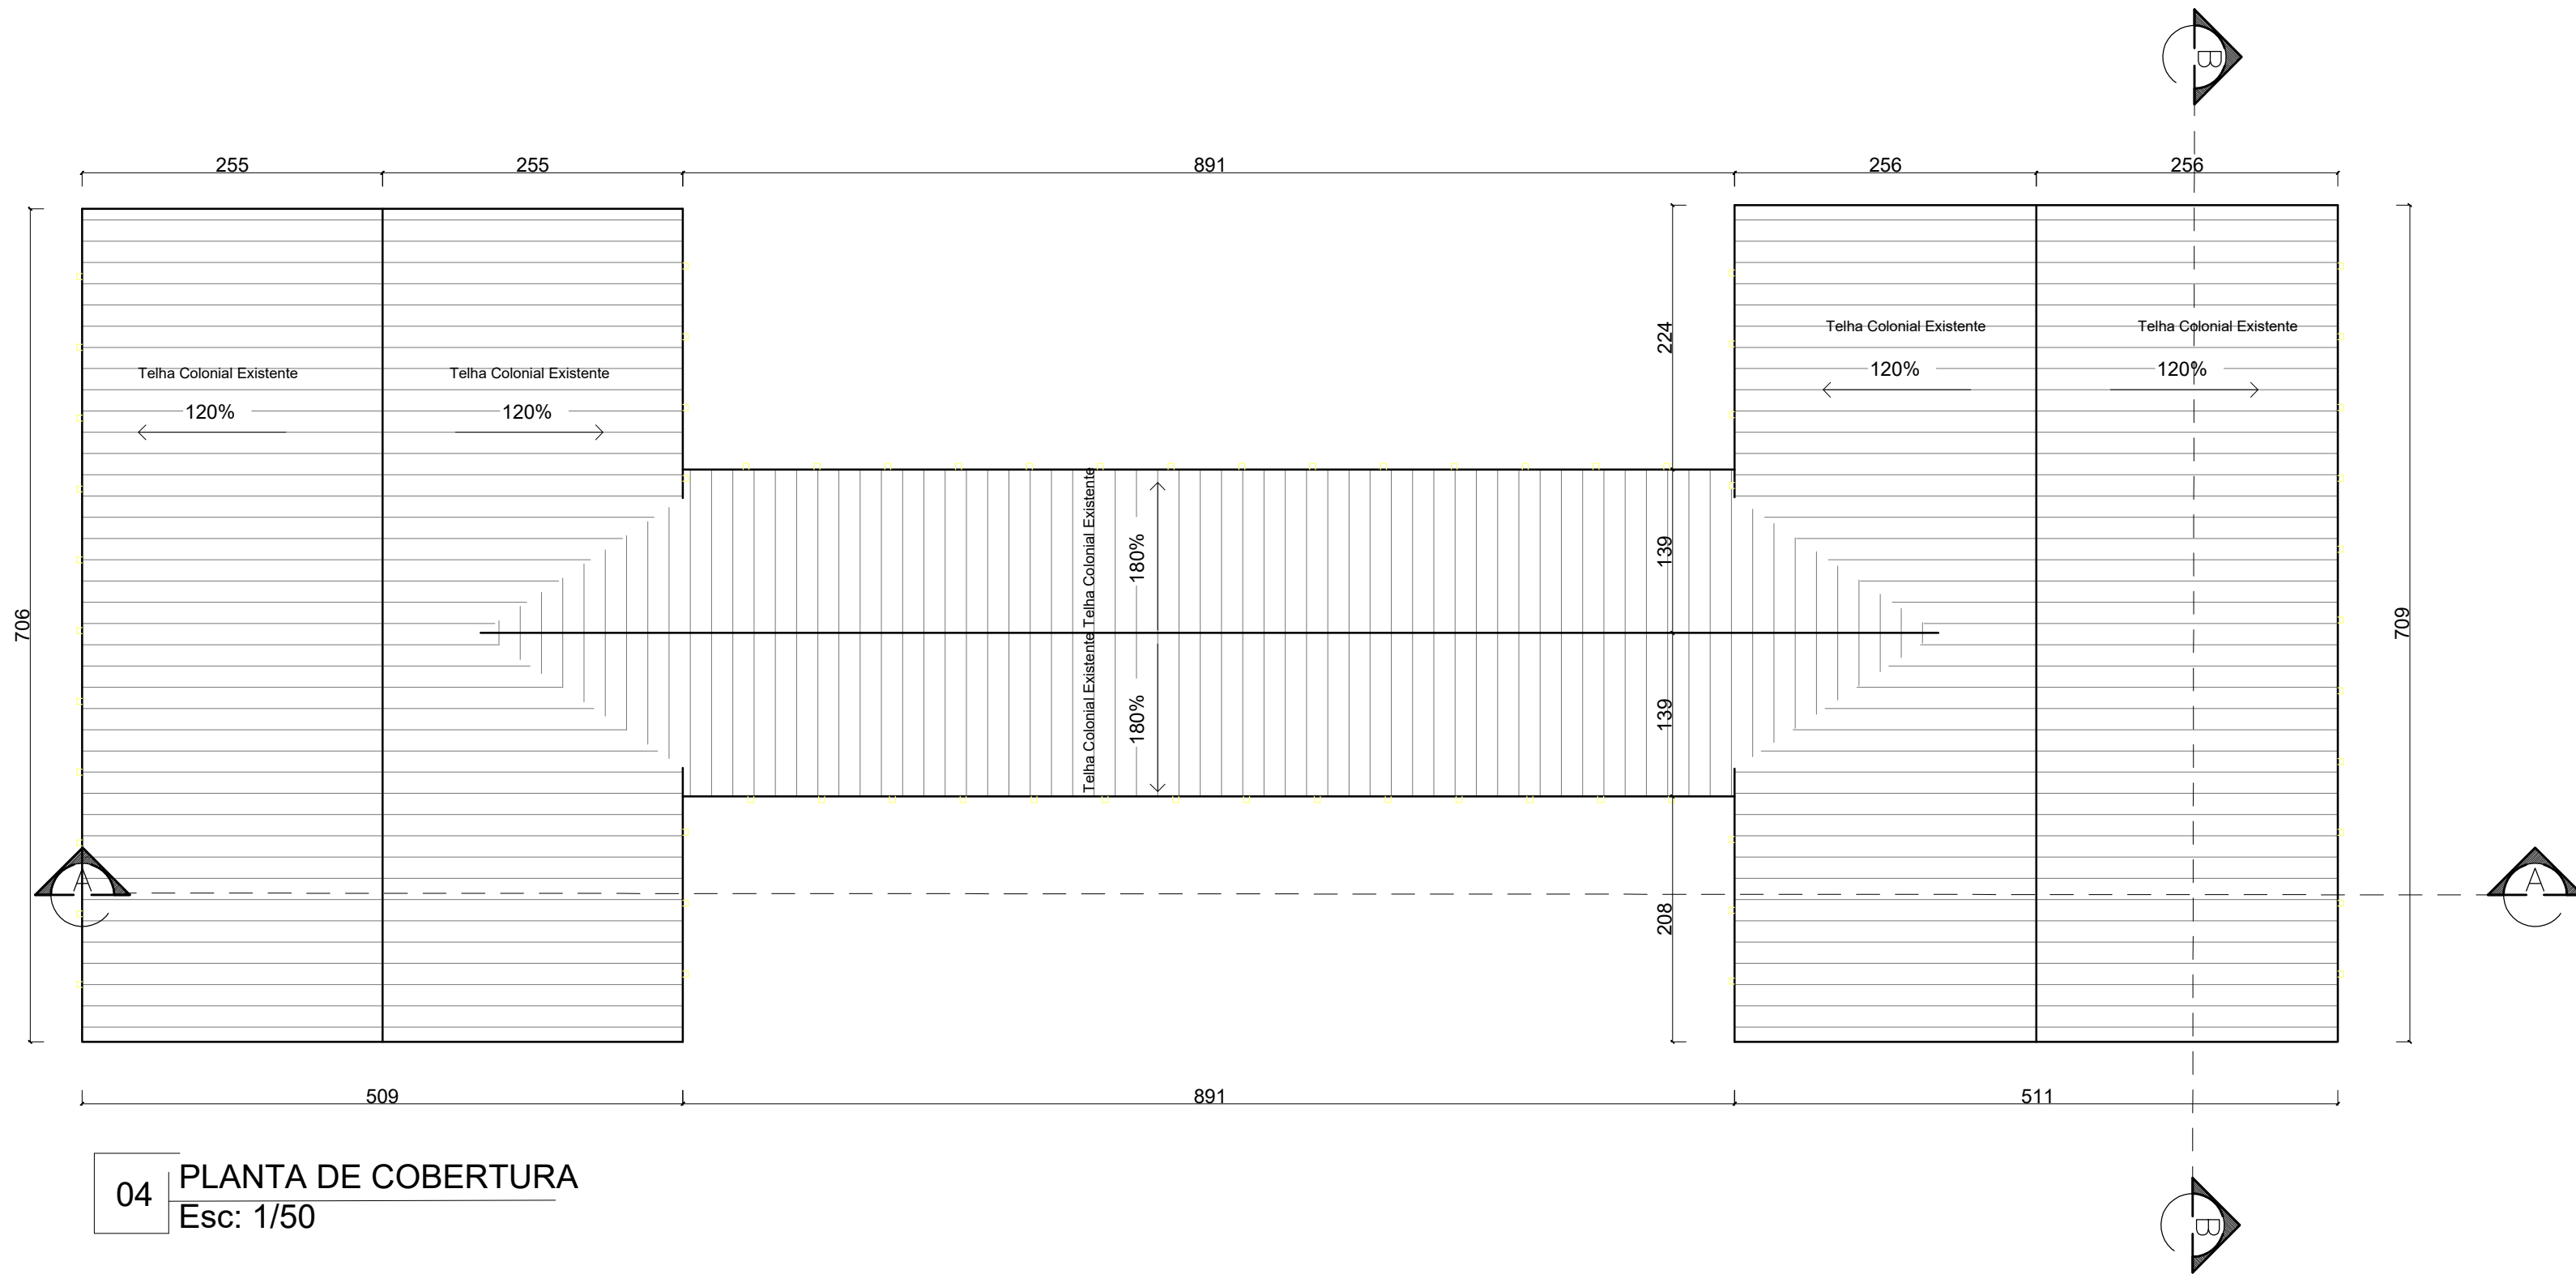 B
255
255
891
256
256
224
Telha Colonial Existente
Telha Colonial Existente
120%
120%
Telha Colonial Existente
Telha Colonial Existente
120%
120%
Telha Colonial Existente
180%
139
706
709
Telha Colonial Existente
180%
139
A
A
208
509
891
511
04
PLANTA DE COBERTURA
Esc: 1/50
B